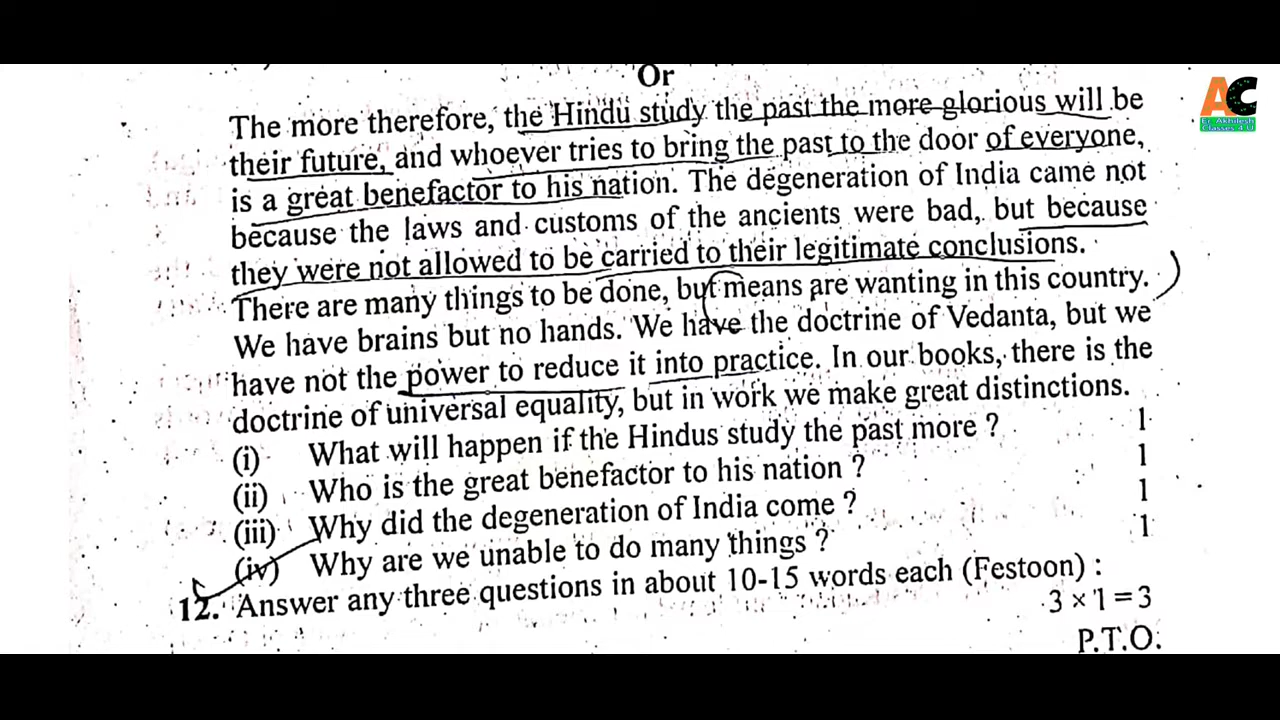 Or
AC
Er. Akhilesh
Classes 4 U
The more therefore, the Hindu study the past the more glorious will be
their future, and whoever tries to bring the past to the door of everyone,
is a great benefactor to his nation. The degeneration of India came not
because the laws and customs of the ancients were bad, but because
they were not allowed to be carried to their legitimate conclusions.
There are many things to be done, but means are wanting in this country.
We have brains but no hands. We have the doctrine of Vedanta, but we
have not the power to reduce it into practice. In our books, there is the
doctrine of universal equality, but in work we make great distinctions.
(i) What will happen if the Hindus study the past more ? 1
(ii) Who is the great benefactor to his nation ? 1
(iii) Why did the degeneration of India come ? 1
(iv) Why are we unable to do many things ? 1
12. Answer any three questions in about 10-15 words each (Festoon) :
3 × 1 = 3
P.T.O.